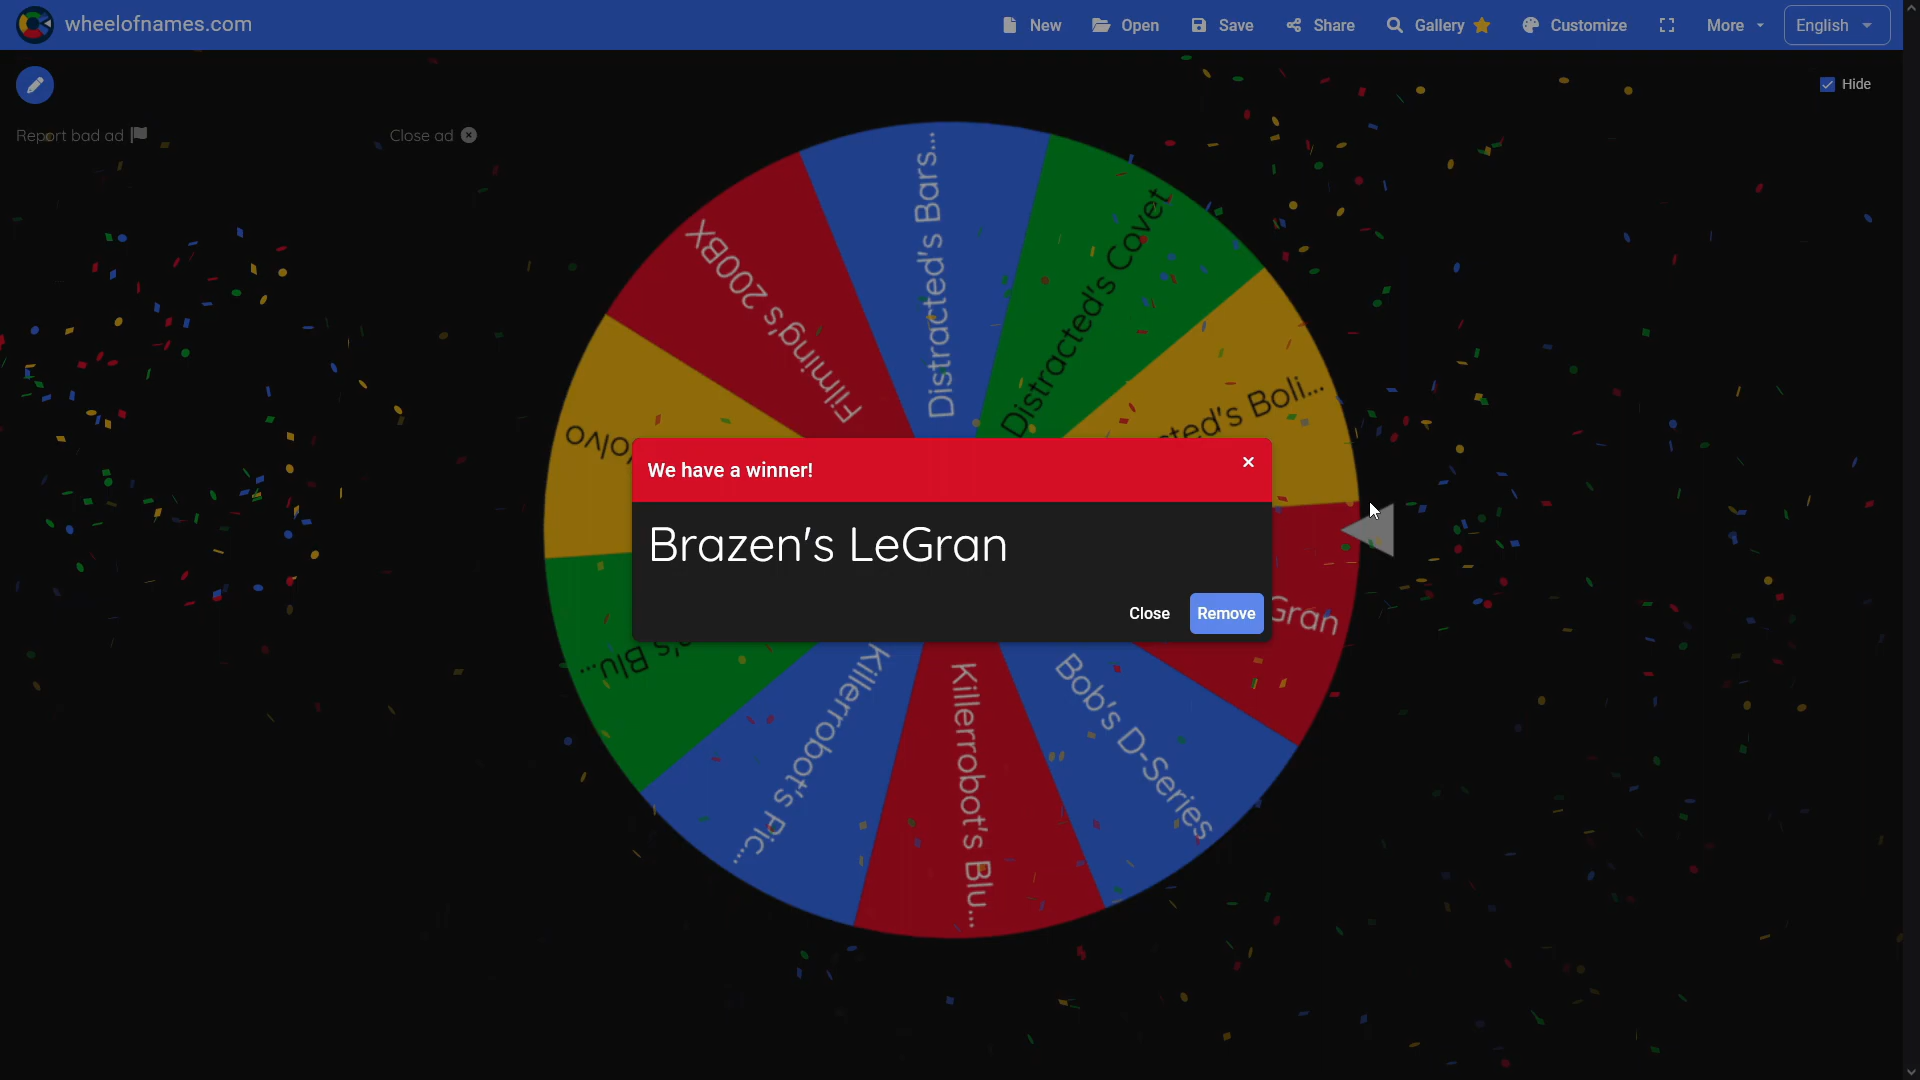 wheelofnames.com
New
Open
Save
Share
Gallery
Customize
More
English
Hide
Report bad ad
Close ad
Filming's 200BX
Distracted's Bars...
Distracted's Covet
ted's Boli...
olvo
We have a winner!
Brazen's LeGran
Close
Remove
Gran
's Blu...
Killerrobot's Pic...
Killerrobot's Blu...
Bob's D-Series